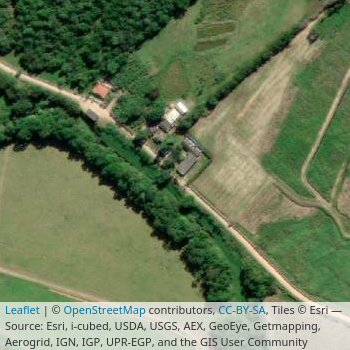 Leaflet | © OpenStreetMap contributors, CC-BY-SA, Tiles © Esri —
Source: Esri, i-cubed, USDA, USGS, AEX, GeoEye, Getmapping,
Aerogrid, IGN, IGP, UPR-EGP, and the GIS User Community